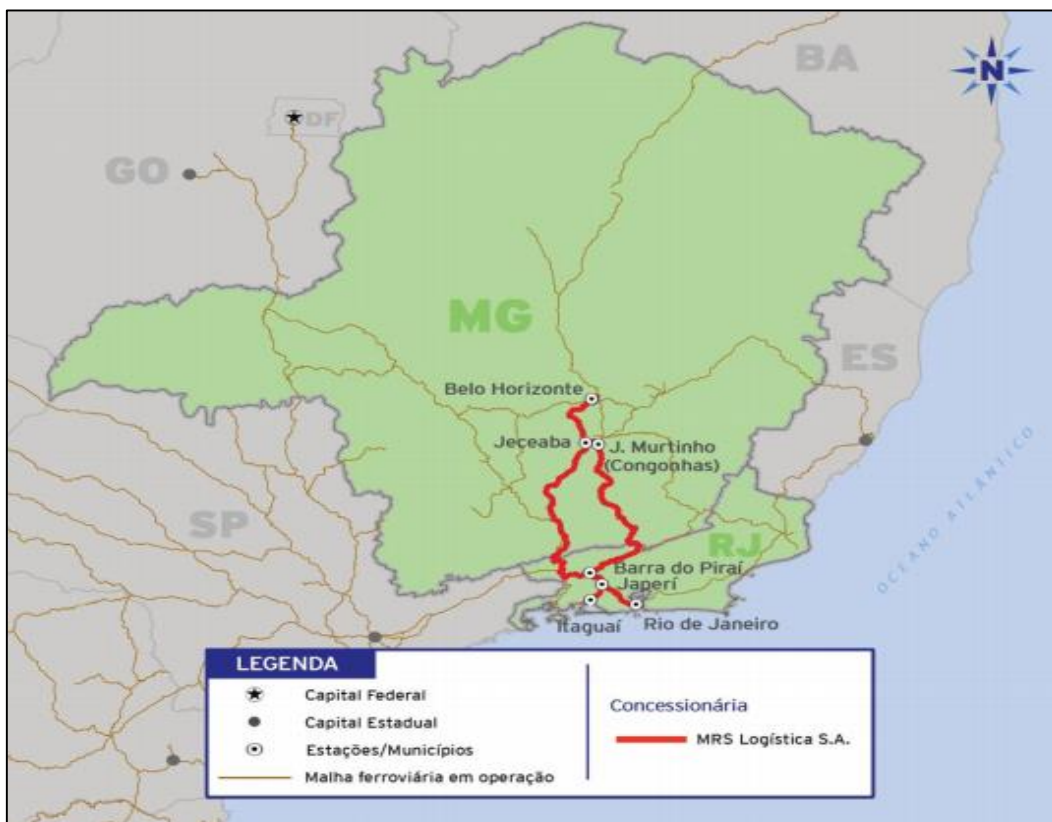 BA
N
DF
GO
MG
ES
Belo Horizonte
Jeceaba
J. Murtinho
(Congonhas)
SP
RJ
OCEANO ATLÂNTICO
Barra do Piraí
Japerí
Itaguaí
Rio de Janeiro
LEGENDA
Capital Federal
Capital Estadual
Estações/Municípios
Malha ferroviária em operação
Concessionária
MRS Logística S.A.